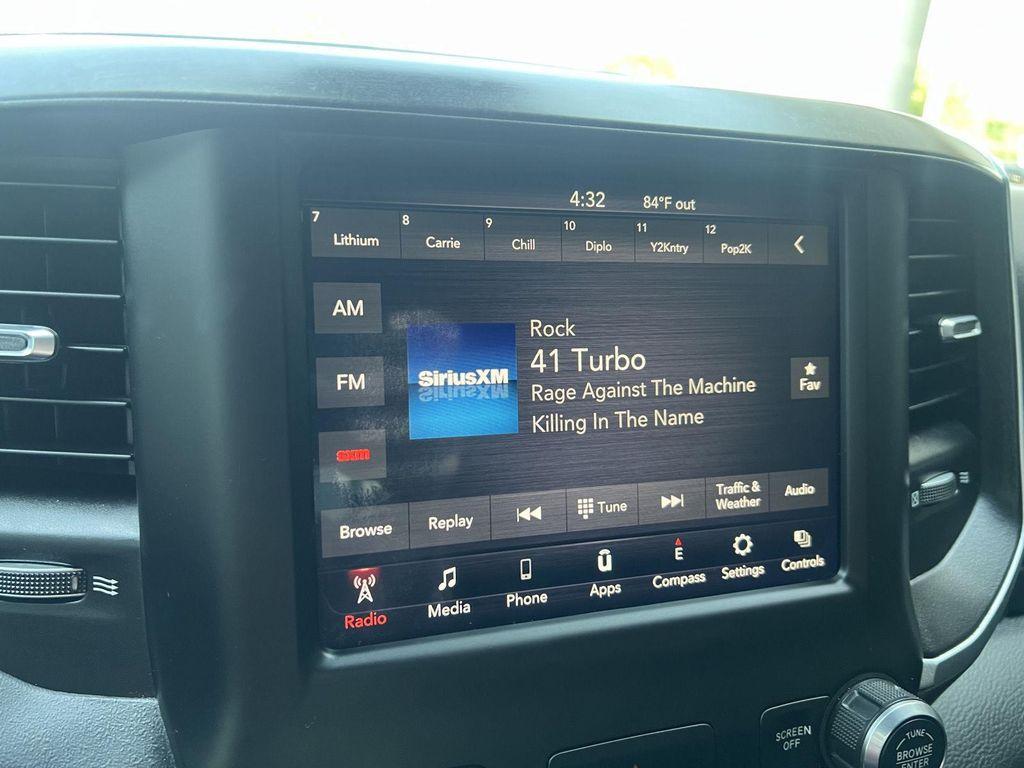 4:32 84°F out
7 Lithium 8 Carrie 9 Chill 10 Diplo 11 Y2Kntry 12 Pop2K
AM
FM
sxm
SiriusXM
Rock
41 Turbo
Rage Against The Machine
Killing In The Name
Fav
Browse Replay Tune Traffic & Weather Audio
Radio Media Phone Apps E Compass Settings Controls
SCREEN
OFF
TUNE
BROWSE
ENTER